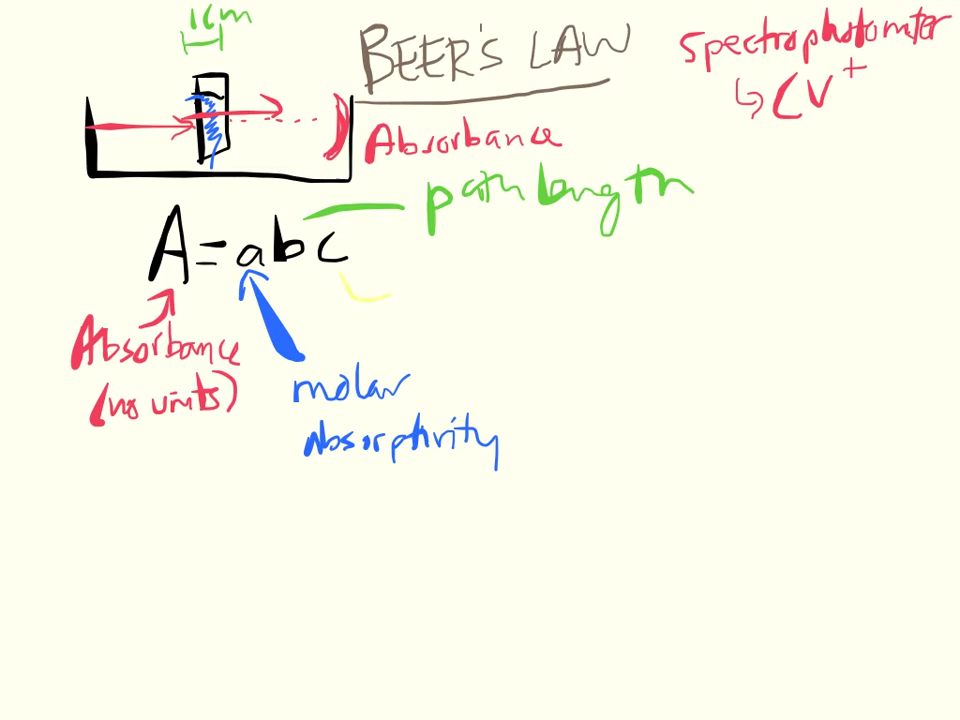 1cm
BEER'S LAW
Spectrophotometer
↳ CV+
Absorbance
path length
A = abc
Absorbance
(no units)
molar
absorptivity